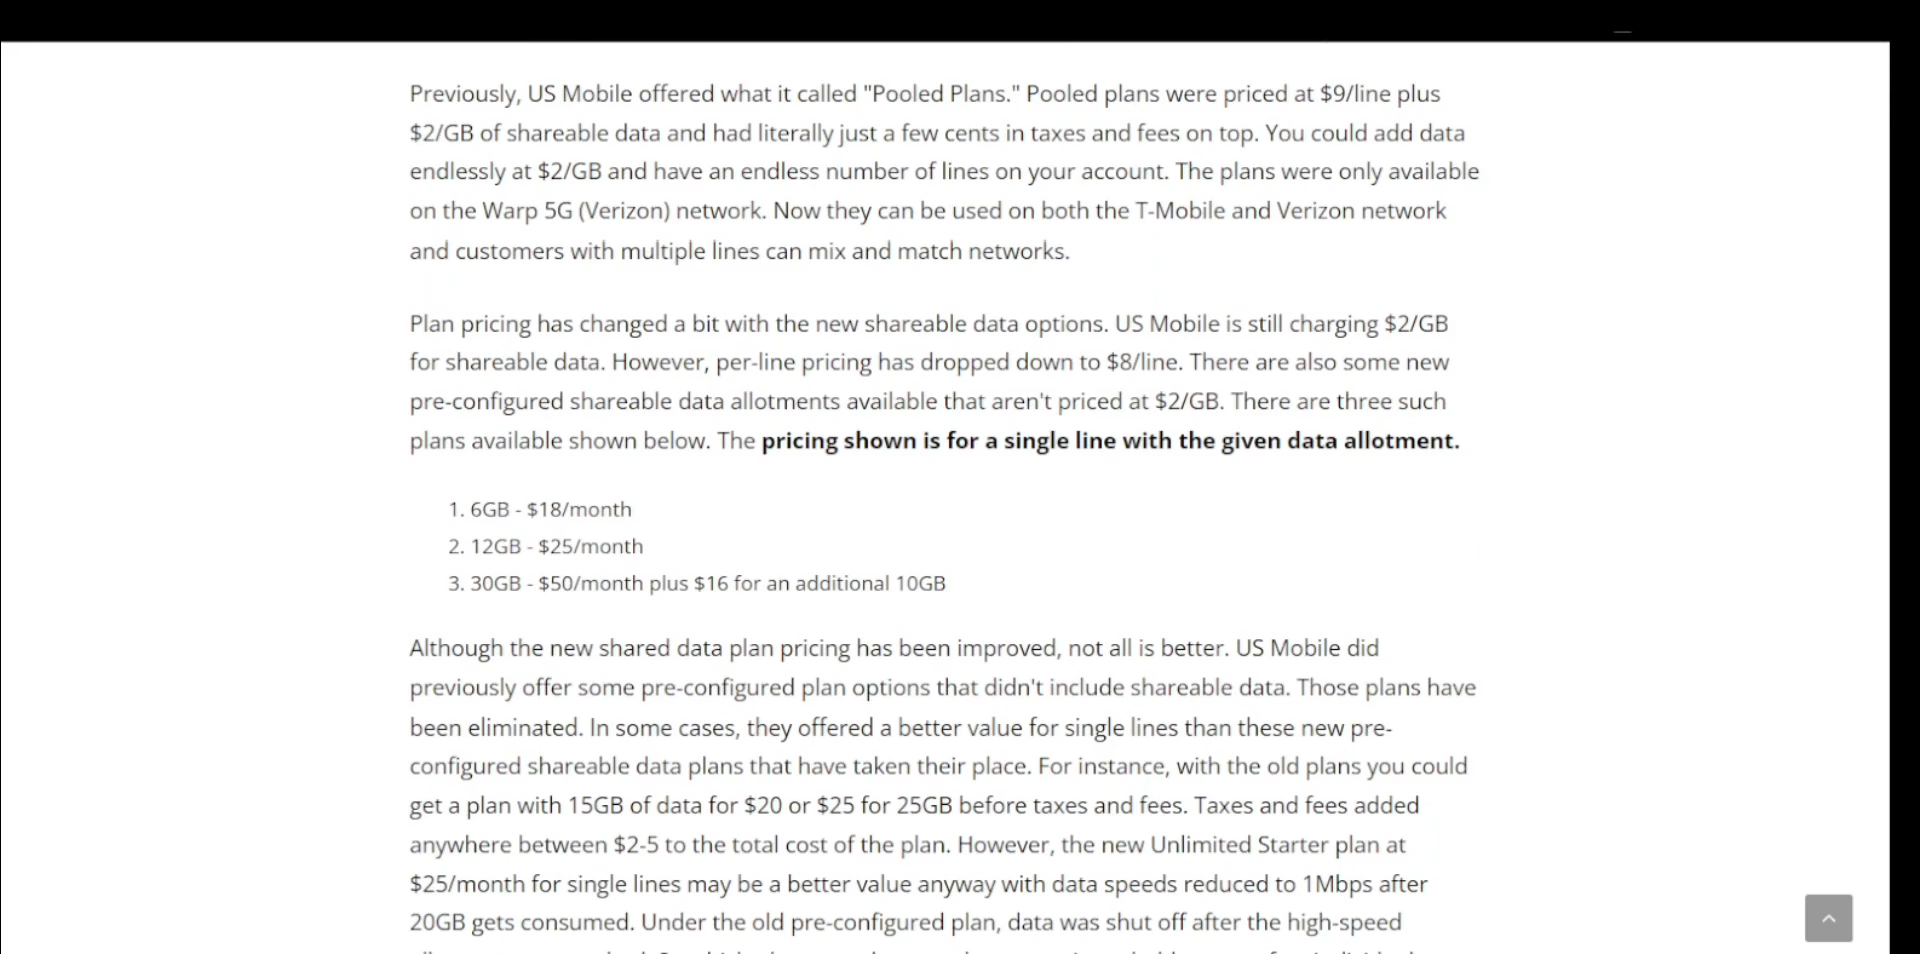 Previously, US Mobile offered what it called "Pooled Plans." Pooled plans were priced at $9/line plus
$2/GB of shareable data and had literally just a few cents in taxes and fees on top. You could add data
endlessly at $2/GB and have an endless number of lines on your account. The plans were only available
on the Warp 5G (Verizon) network. Now they can be used on both the T-Mobile and Verizon network
and customers with multiple lines can mix and match networks.
Plan pricing has changed a bit with the new shareable data options. US Mobile is still charging $2/GB
for shareable data. However, per-line pricing has dropped down to $8/line. There are also some new
pre-configured shareable data allotments available that aren't priced at $2/GB. There are three such
plans available shown below. The pricing shown is for a single line with the given data allotment.
1. 6GB - $18/month
2. 12GB - $25/month
3. 30GB - $50/month plus $16 for an additional 10GB
Although the new shared data plan pricing has been improved, not all is better. US Mobile did
previously offer some pre-configured plan options that didn't include shareable data. Those plans have
been eliminated. In some cases, they offered a better value for single lines than these new pre-
configured shareable data plans that have taken their place. For instance, with the old plans you could
get a plan with 15GB of data for $20 or $25 for 25GB before taxes and fees. Taxes and fees added
anywhere between $2-5 to the total cost of the plan. However, the new Unlimited Starter plan at
$25/month for single lines may be a better value anyway with data speeds reduced to 1Mbps after
20GB gets consumed. Under the old pre-configured plan, data was shut off after the high-speed